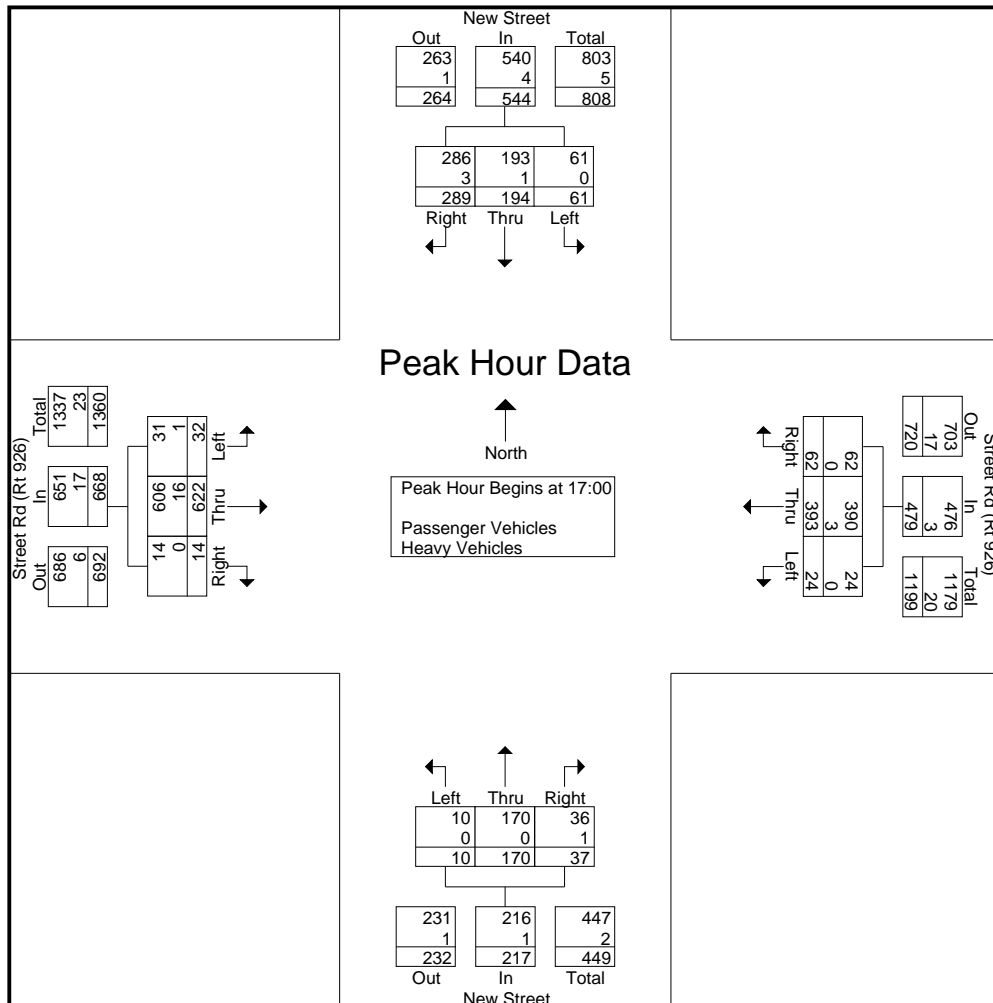 New Street
Out In Total
263 540 803
1 4 5
264 544 808
286 193 61
3 1 0
289 194 61
Right Thru Left
Peak Hour Data
North
Peak Hour Begins at 17:00
Passenger Vehicles
Heavy Vehicles
Street Rd (Rt 926)
Out In Total
686 651 1337
6 17 23
692 668 1360
Right Thru Left
14 606 31
0 16 1
14 622 32
Street Rd (Rt 926)
Out In Total
703 476 1179
17 3 20
720 479 1199
Right Thru Left
62 390 24
0 3 0
62 393 24
Left Thru Right
10 170 36
0 0 1
10 170 37
231 216 447
1 1 2
232 217 449
Out In Total
New Street